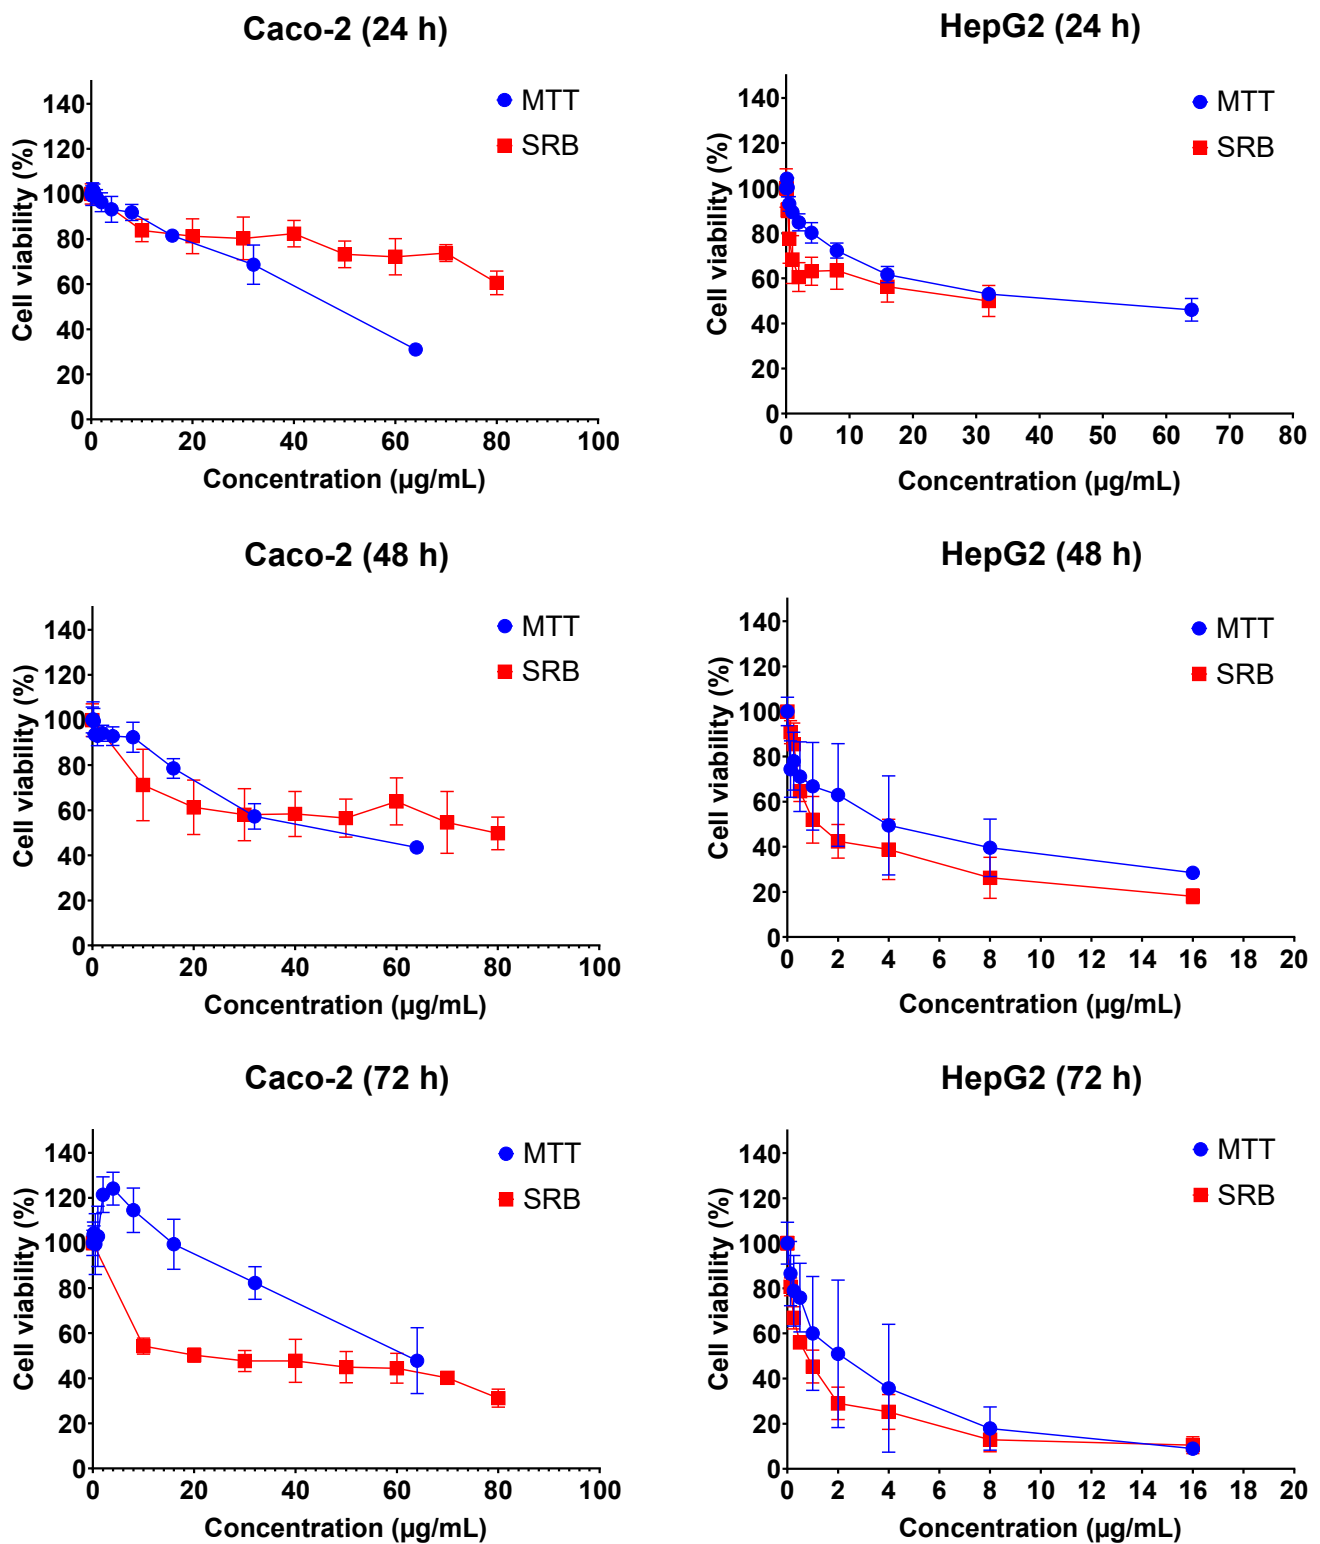 Caco-2 (24 h)
MTT
SRB
Cell viability (%)
140
120
100
80
60
40
20
0
0 20 40 60 80 100
Concentration (µg/mL)
HepG2 (24 h)
MTT
SRB
Cell viability (%)
140
120
100
80
60
40
20
0
0 10 20 30 40 50 60 70 80
Concentration (µg/mL)
Caco-2 (48 h)
MTT
SRB
Cell viability (%)
140
120
100
80
60
40
20
0
0 20 40 60 80 100
Concentration (µg/mL)
HepG2 (48 h)
MTT
SRB
Cell viability (%)
140
120
100
80
60
40
20
0
0 2 4 6 8 10 12 14 16 18 20
Concentration (µg/mL)
Caco-2 (72 h)
MTT
SRB
Cell viability (%)
140
120
100
80
60
40
20
0
0 20 40 60 80 100
Concentration (µg/mL)
HepG2 (72 h)
MTT
SRB
Cell viability (%)
140
120
100
80
60
40
20
0
0 2 4 6 8 10 12 14 16 18 20
Concentration (µg/mL)